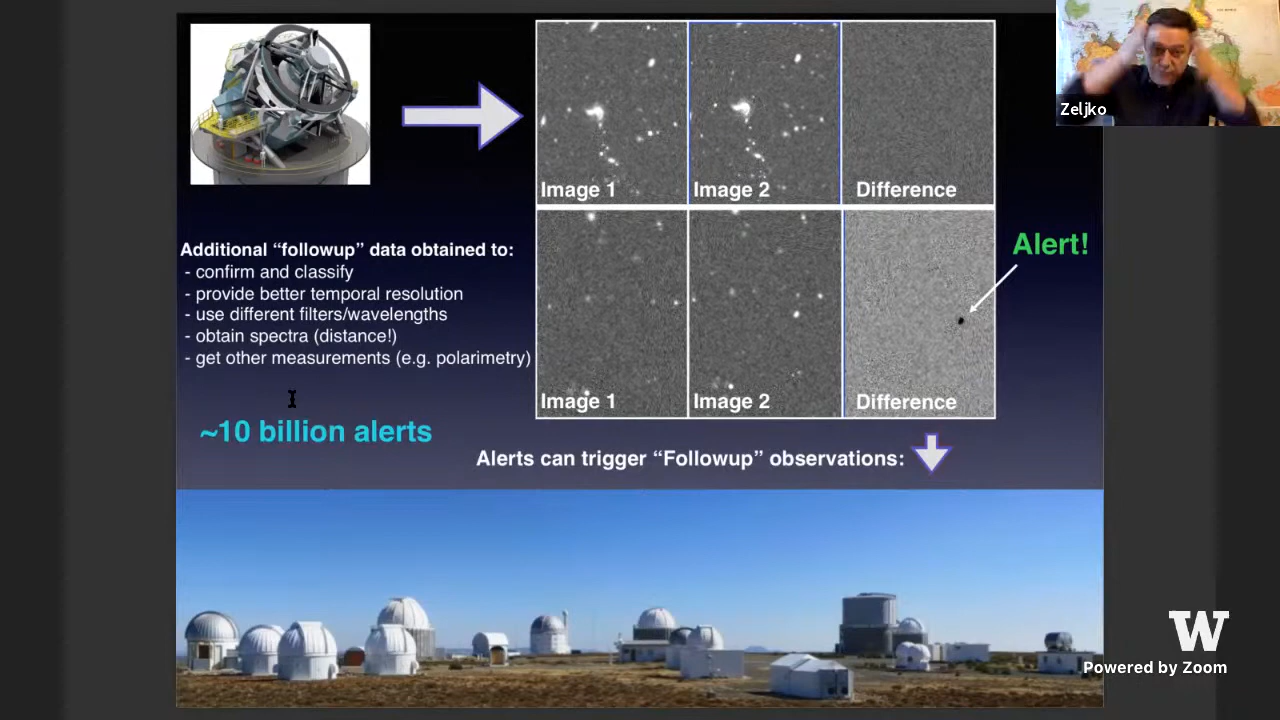 Zeljko
Image 1
Image 2
Difference
Additional “followup” data obtained to:
- confirm and classify
- provide better temporal resolution
- use different filters/wavelengths
- obtain spectra (distance!)
- get other measurements (e.g. polarimetry)
Alert!
Image 1
Image 2
Difference
~10 billion alerts
Alerts can trigger “Followup” observations:
W
Powered by Zoom